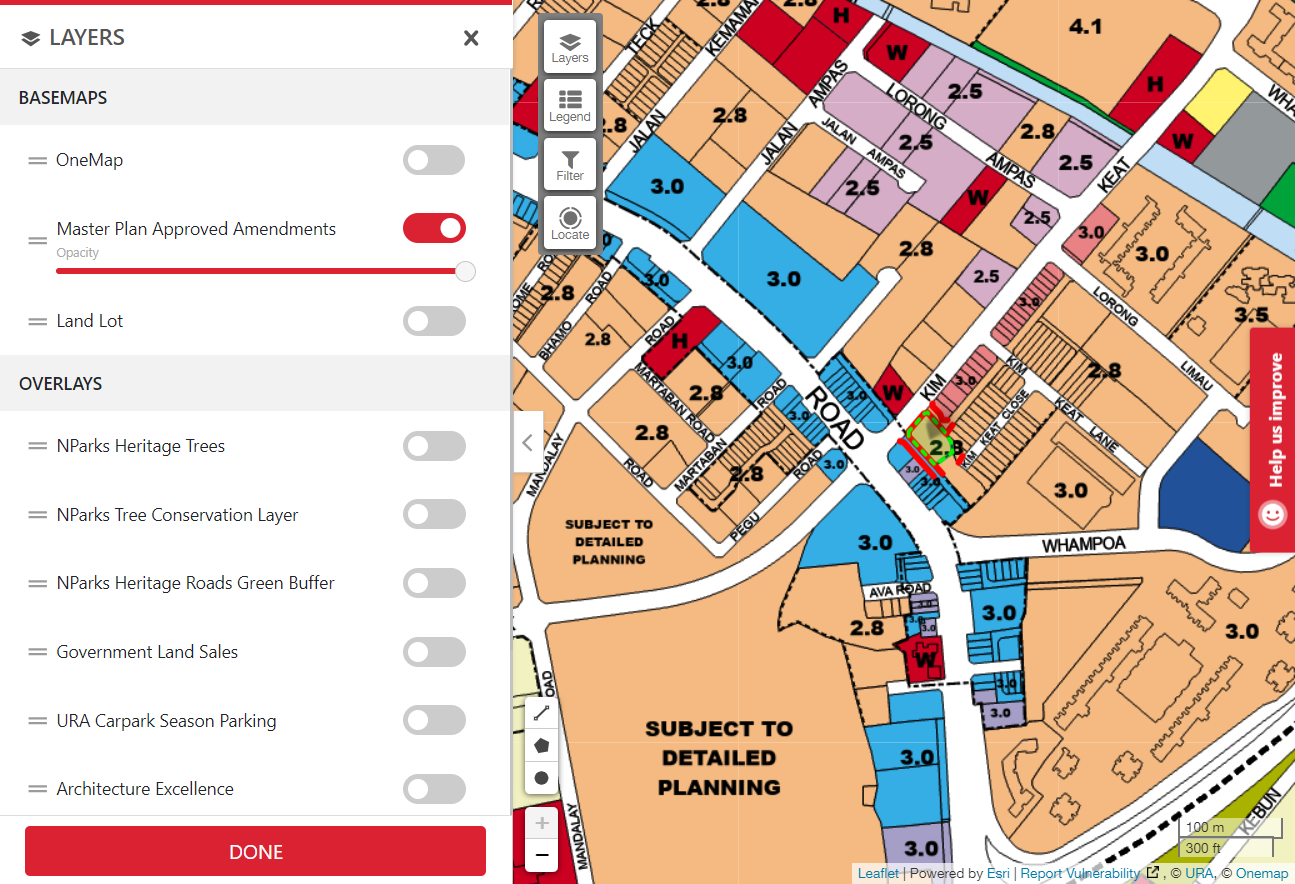 LAYERS
BASEMAPS
OneMap
Master Plan Approved Amendments
Opacity
Land Lot
OVERLAYS
NParks Heritage Trees
NParks Tree Conservation Layer
NParks Heritage Roads Green Buffer
Government Land Sales
URA Carpark Season Parking
Architecture Excellence
DONE
Layers
Legend
Filter
Locate
TECK
KEMAMAN
2.8
2.8
H
4.1
W
H
AMPAS
2.5
LORONG
2.8
2.8
JALAN
JALAN
JALAN
AMPAS
2.5
2.8
W
AMPAS
2.5
KEAT
3.0
2.5
W
2.5
3.0
3.0
2.8
ROAD
3.0
3.0
2.5
3.0
LORONG
3.5
2.8
BHAMO
2.8
ROAD
H
3.0
KIM
2.8
LIMAU
MARTABAN ROAD
2.8
ROAD
3.0
ROAD
3.0
W
KIM
3.0
KEAT
LANE
KIM
KEAT CLOSE
2.8
2.8
MANDALAY
ROAD
MARTABAN
2.8
ROAD
3.0
3.0
3.0
3.0
PEGU
SUBJECT TO
DETAILED
PLANNING
3.0
WHAMPOA
AVA ROAD
3.0
3.0
3.0
3.0
2.8
W
3.0
3.0
3.0
ROAD
SUBJECT TO
DETAILED
PLANNING
3.0
MANDALAY
3.0
KEBUN
Help us improve
+
−
100 m
300 ft
Leaflet | Powered by Esri | Report Vulnerability , © URA, © Onemap